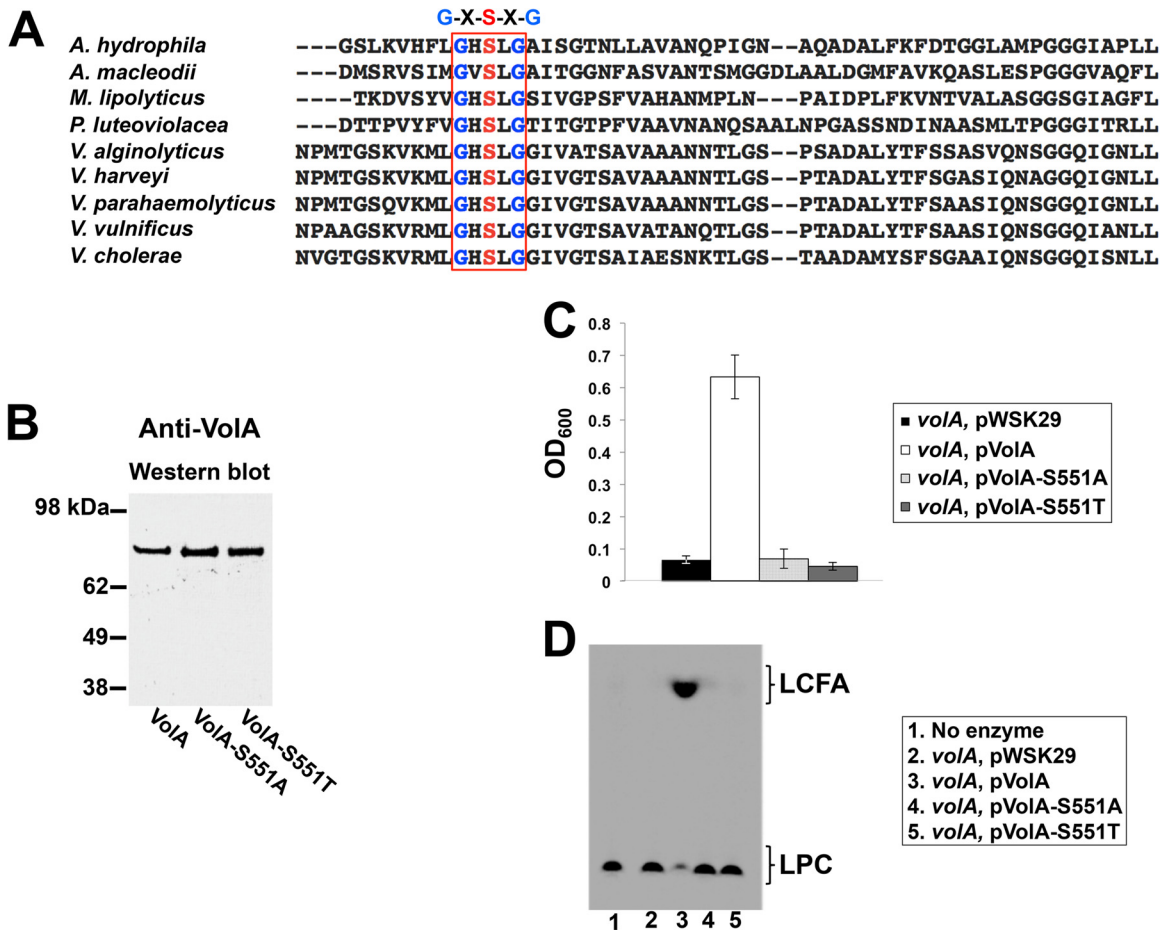 A
G-X-S-X-G
A. hydrophila ---GSLKVHFLGHSLGAISGTNLLAVANQPIGN--AQADALFKFDTGGLAMPGGGIAPLL
A. macleodii ---DMSRVSIMGVSLGAITGGNFASVANTSMGGDLAALDGMFAVKQASLESPGGGVAQFL
M. lipolyticus ----TKDVSYVGHSLGSIVGPSFVAHANMPLN---PAIDPLFKVNTVALASGGSGIAGFL
P. luteoviolacea ---DTTPVYFVGHSLGTITGTPFVAAVNANQSAALNPGASSNDINAASMLTPGGGITRLL
V. alginolyticus NPMTGSKVKMLGHSLGGIVATSAVAAANNTLGS--PSADALYTFSSASVQNSGGQIGNLL
V. harveyi NPMTGSKVKMLGHSLGGIVGTSAVAAANNTLGS--PTADALYTFSGASIQNAGGQIGNLL
V. parahaemolyticus NPMTGSQVKMLGHSLGGIVGTSAVAAANNTLGS--PTADALYTFSAASIQNSGGQIGNLL
V. vulnificus NPAAGSKVRMLGHSLGGIVGTSAVATANQTLGS--PTADALYTFSAASIQNSGGQIANLL
V. cholerae NVGTGSKVRMLGHSLGGIVGTSAIAESNKTLGS--TAADAMYSFSGAAIQNSGGQISNLL
B
Anti-VolA
Western blot
98 kDa
62
49
38
VolA
VolA-S551A
VolA-S551T
C
OD600
0.8
0.7
0.6
0.5
0.4
0.3
0.2
0.1
0
volA, pWSK29
volA, pVolA
volA, pVolA-S551A
volA, pVolA-S551T
D
LCFA
LPC
1 2 3 4 5
1. No enzyme
2. volA, pWSK29
3. volA, pVolA
4. volA, pVolA-S551A
5. volA, pVolA-S551T